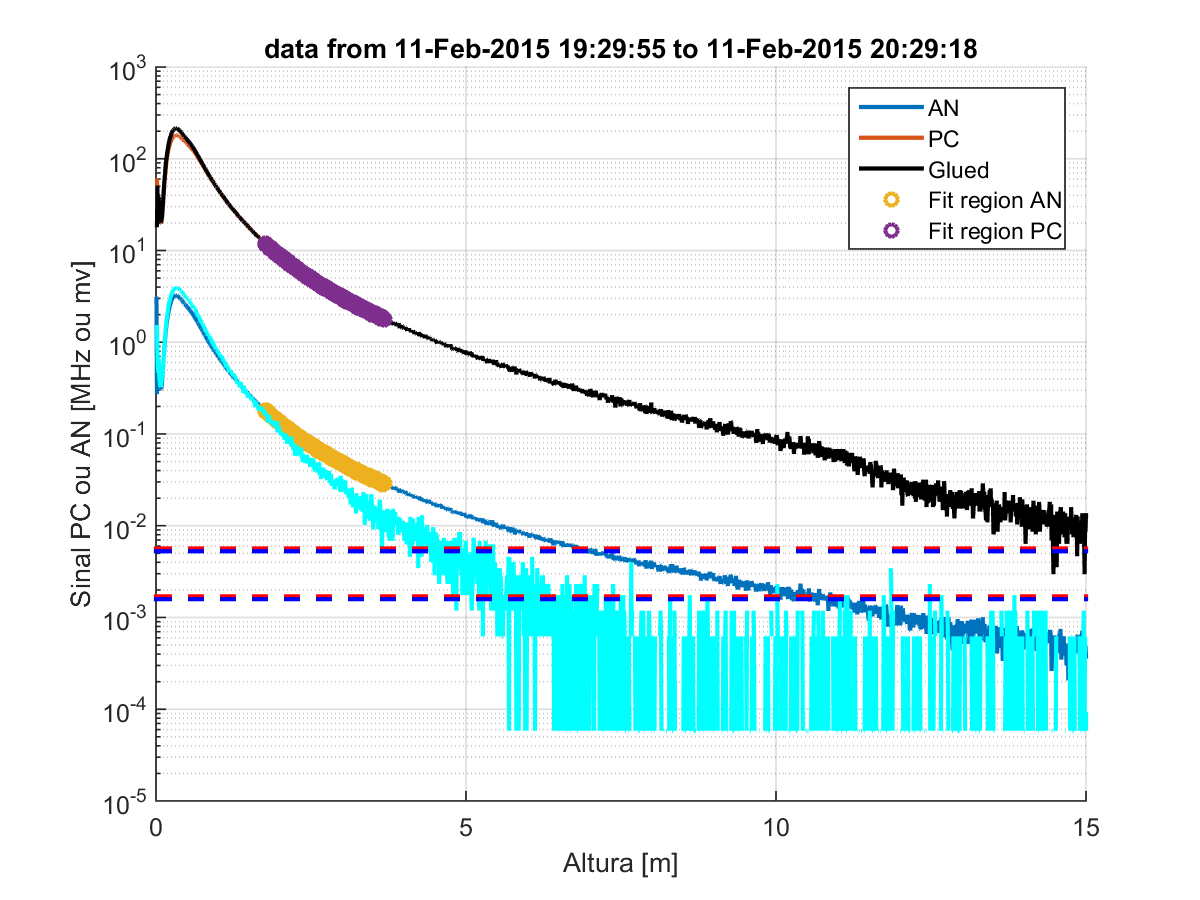 data from 11-Feb-2015 19:29:55 to 11-Feb-2015 20:29:18
AN
PC
Glued
Fit region AN
Fit region PC
Sinal PC ou AN [MHz ou mv]
10^3
10^2
10^1
10^0
10^-1
10^-2
10^-3
10^-4
10^-5
0 5 10 15
Altura [m]